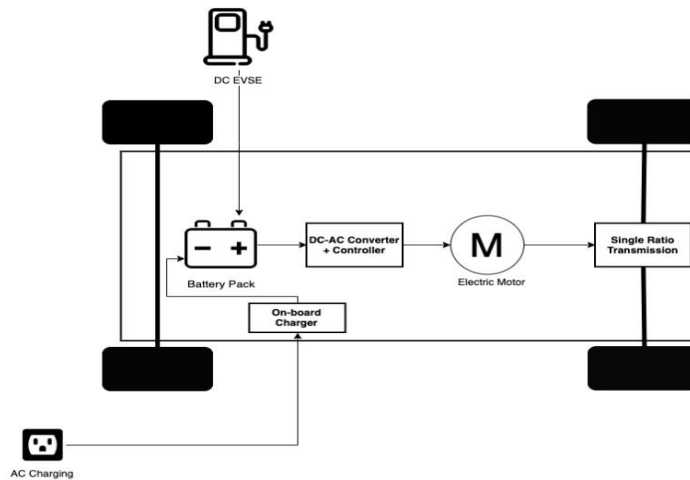 DC EVSE
DC-AC Converter
+ Controller
M
Single Ratio
Transmission
Battery Pack
Electric Motor
On-board
Charger
AC Charging